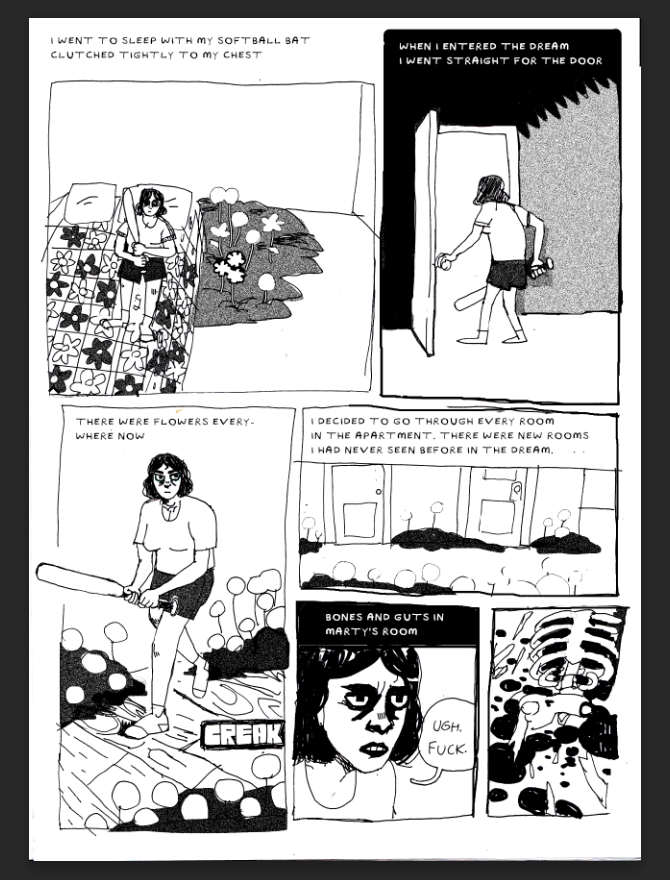 I WENT TO SLEEP WITH MY SOFTBALL BAT
CLUTCHED TIGHTLY TO MY CHEST
WHEN I ENTERED THE DREAM
I WENT STRAIGHT FOR THE DOOR
THERE WERE FLOWERS EVERY-
WHERE NOW
CREAK
I DECIDED TO GO THROUGH EVERY ROOM
IN THE APARTMENT. THERE WERE NEW ROOMS
I HAD NEVER SEEN BEFORE IN THE DREAM.
BONES AND GUTS IN
MARTY'S ROOM
UGH.
FUCK.